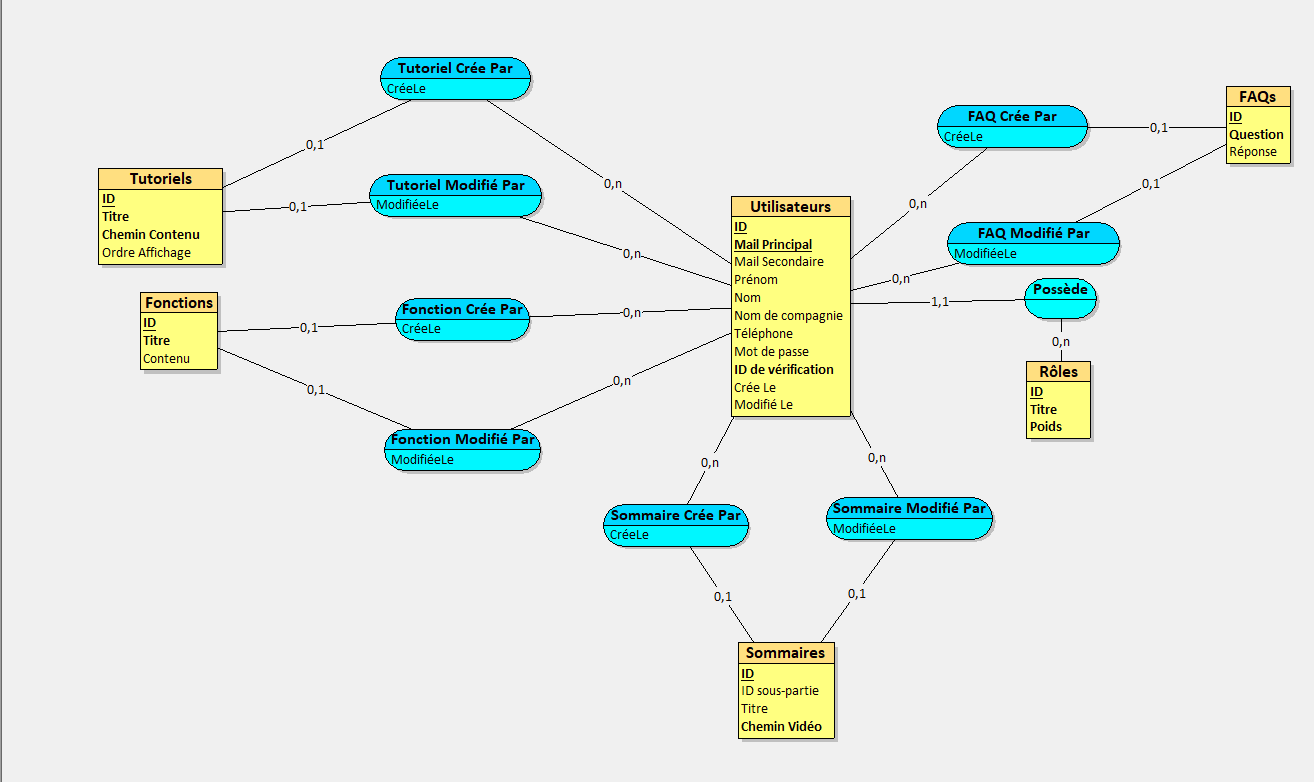 Tutoriel Crée Par
CréeLe
0,1
0,n
Tutoriels
ID
Titre
Chemin Contenu
Ordre Affichage
Tutoriel Modifié Par
ModifiéeLe
0,1
0,n
Fonctions
ID
Titre
Contenu
Fonction Crée Par
CréeLe
0,1
0,n
Fonction Modifié Par
ModifiéeLe
0,1
0,n
Utilisateurs
ID
Mail Principal
Mail Secondaire
Prénom
Nom
Nom de compagnie
Téléphone
Mot de passe
ID de vérification
Crée Le
Modifié Le
FAQ Crée Par
CréeLe
0,1
0,n
FAQs
ID
Question
Réponse
FAQ Modifié Par
ModifiéeLe
0,1
0,n
Possède
1,1
0,n
Rôles
ID
Titre
Poids
Sommaire Crée Par
CréeLe
0,n
0,1
Sommaire Modifié Par
ModifiéeLe
0,n
0,1
Sommaires
ID
ID sous-partie
Titre
Chemin Vidéo